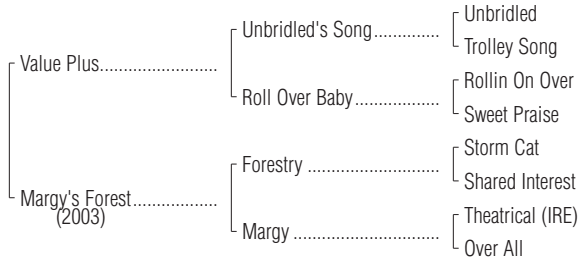 Unbridled
Unbridled's Song
Trolley Song
Value Plus
Rollin On Over
Roll Over Baby
Sweet Praise
Storm Cat
Forestry
Shared Interest
Margy's Forest
(2003)
Theatrical (IRE)
Margy
Over All